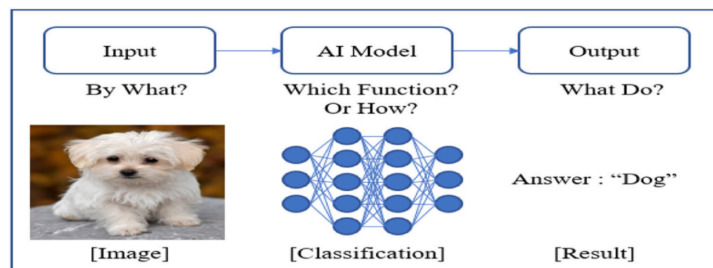 Input
AI Model
Output
By What?
Which Function?
Or How?
What Do?
Answer : “Dog”
[Image]
[Classification]
[Result]